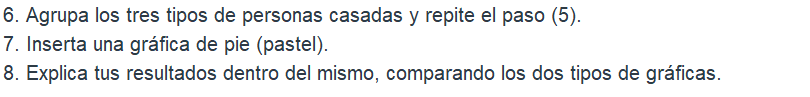 6. Agrupa los tres tipos de personas casadas y repite el paso (5).
7. Inserta una gráfica de pie (pastel).
8. Explica tus resultados dentro del mismo, comparando los dos tipos de gráficas.